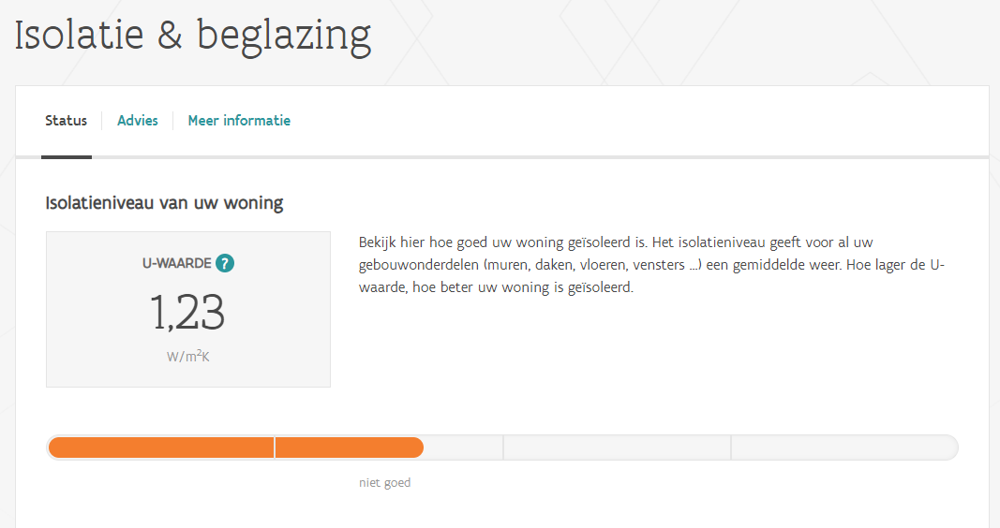 Isolatie & beglazing
Status
Advies
Meer informatie
Isolatieniveau van uw woning
U-WAARDE ?
1,23
W/m²K
Bekijk hier hoe goed uw woning geïsoleerd is. Het isolatieniveau geeft voor al uw
gebouwonderdelen (muren, daken, vloeren, vensters ...) een gemiddelde weer. Hoe lager de U-
waarde, hoe beter uw woning is geïsoleerd.
niet goed